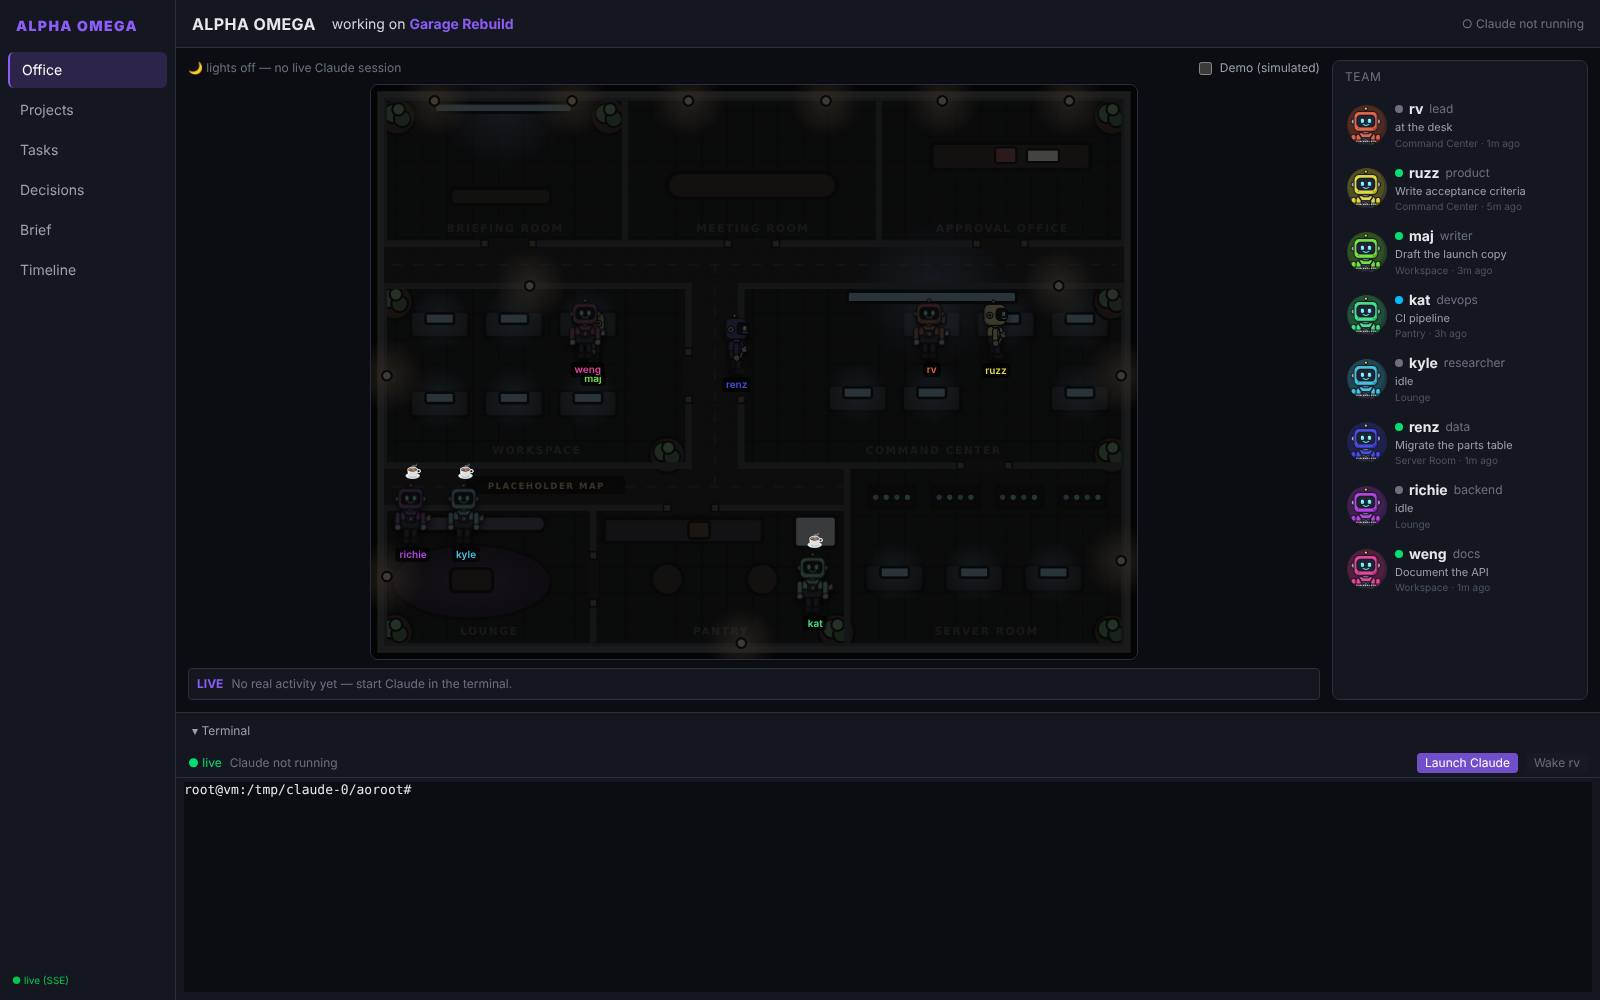 ALPHA OMEGA
Office
Projects
Tasks
Decisions
Brief
Timeline
live (SSE)
ALPHA OMEGA working on Garage Rebuild
Claude not running
🌙 lights off — no live Claude session
Demo (simulated)
BRIEFING ROOM
MEETING ROOM
APPROVAL OFFICE
weng
maj
renz
rv
ruzz
WORKSPACE
COMMAND CENTER
PLACEHOLDER MAP
richie
kyle
kat
LOUNGE
PANTRY
SERVER ROOM
LIVE No real activity yet — start Claude in the terminal.
TEAM
rv lead
at the desk
Command Center · 1m ago
ruzz product
Write acceptance criteria
Command Center · 5m ago
maj writer
Draft the launch copy
Workspace · 3m ago
kat devops
CI pipeline
Pantry · 3h ago
kyle researcher
idle
Lounge
renz data
Migrate the parts table
Server Room · 1m ago
richie backend
idle
Lounge
weng docs
Document the API
Workspace · 1m ago
▾ Terminal
live Claude not running
Launch Claude
Wake rv
root@vm:/tmp/claude-0/aoroot#